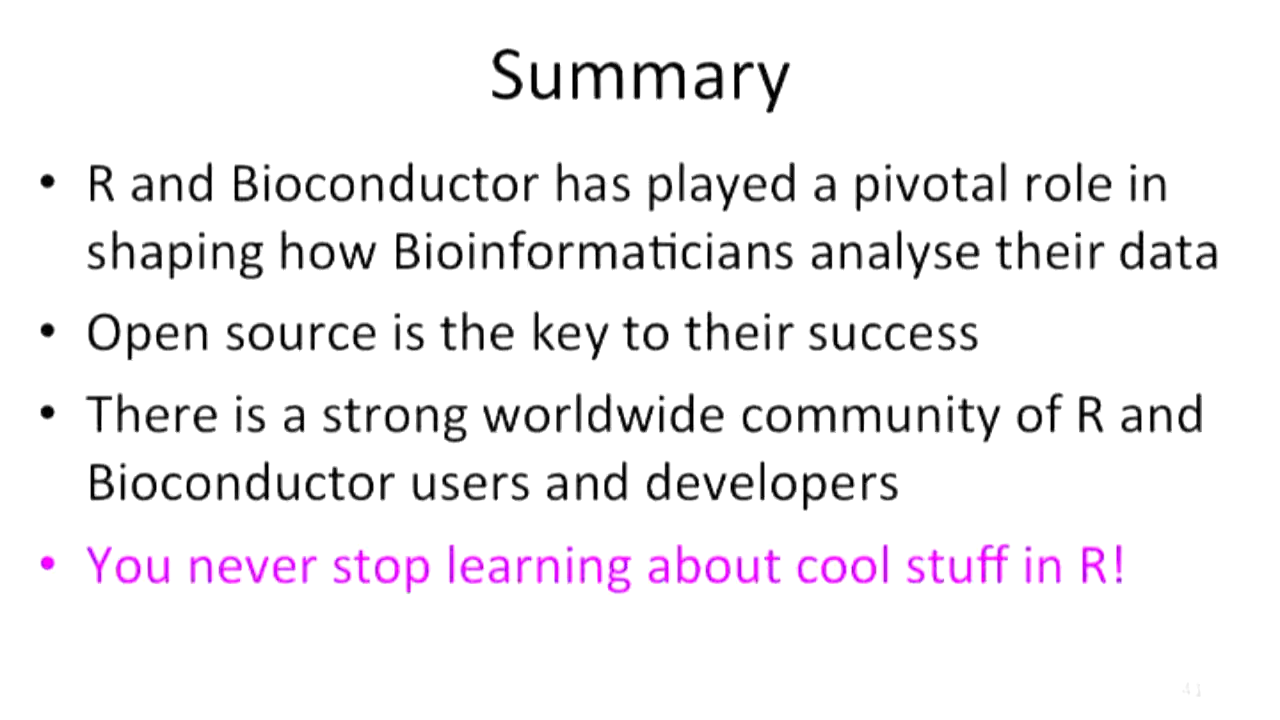 Summary
• R and Bioconductor has played a pivotal role in
shaping how Bioinformaticians analyse their data
• Open source is the key to their success
• There is a strong worldwide community of R and
Bioconductor users and developers
• You never stop learning about cool stuff in R!
41